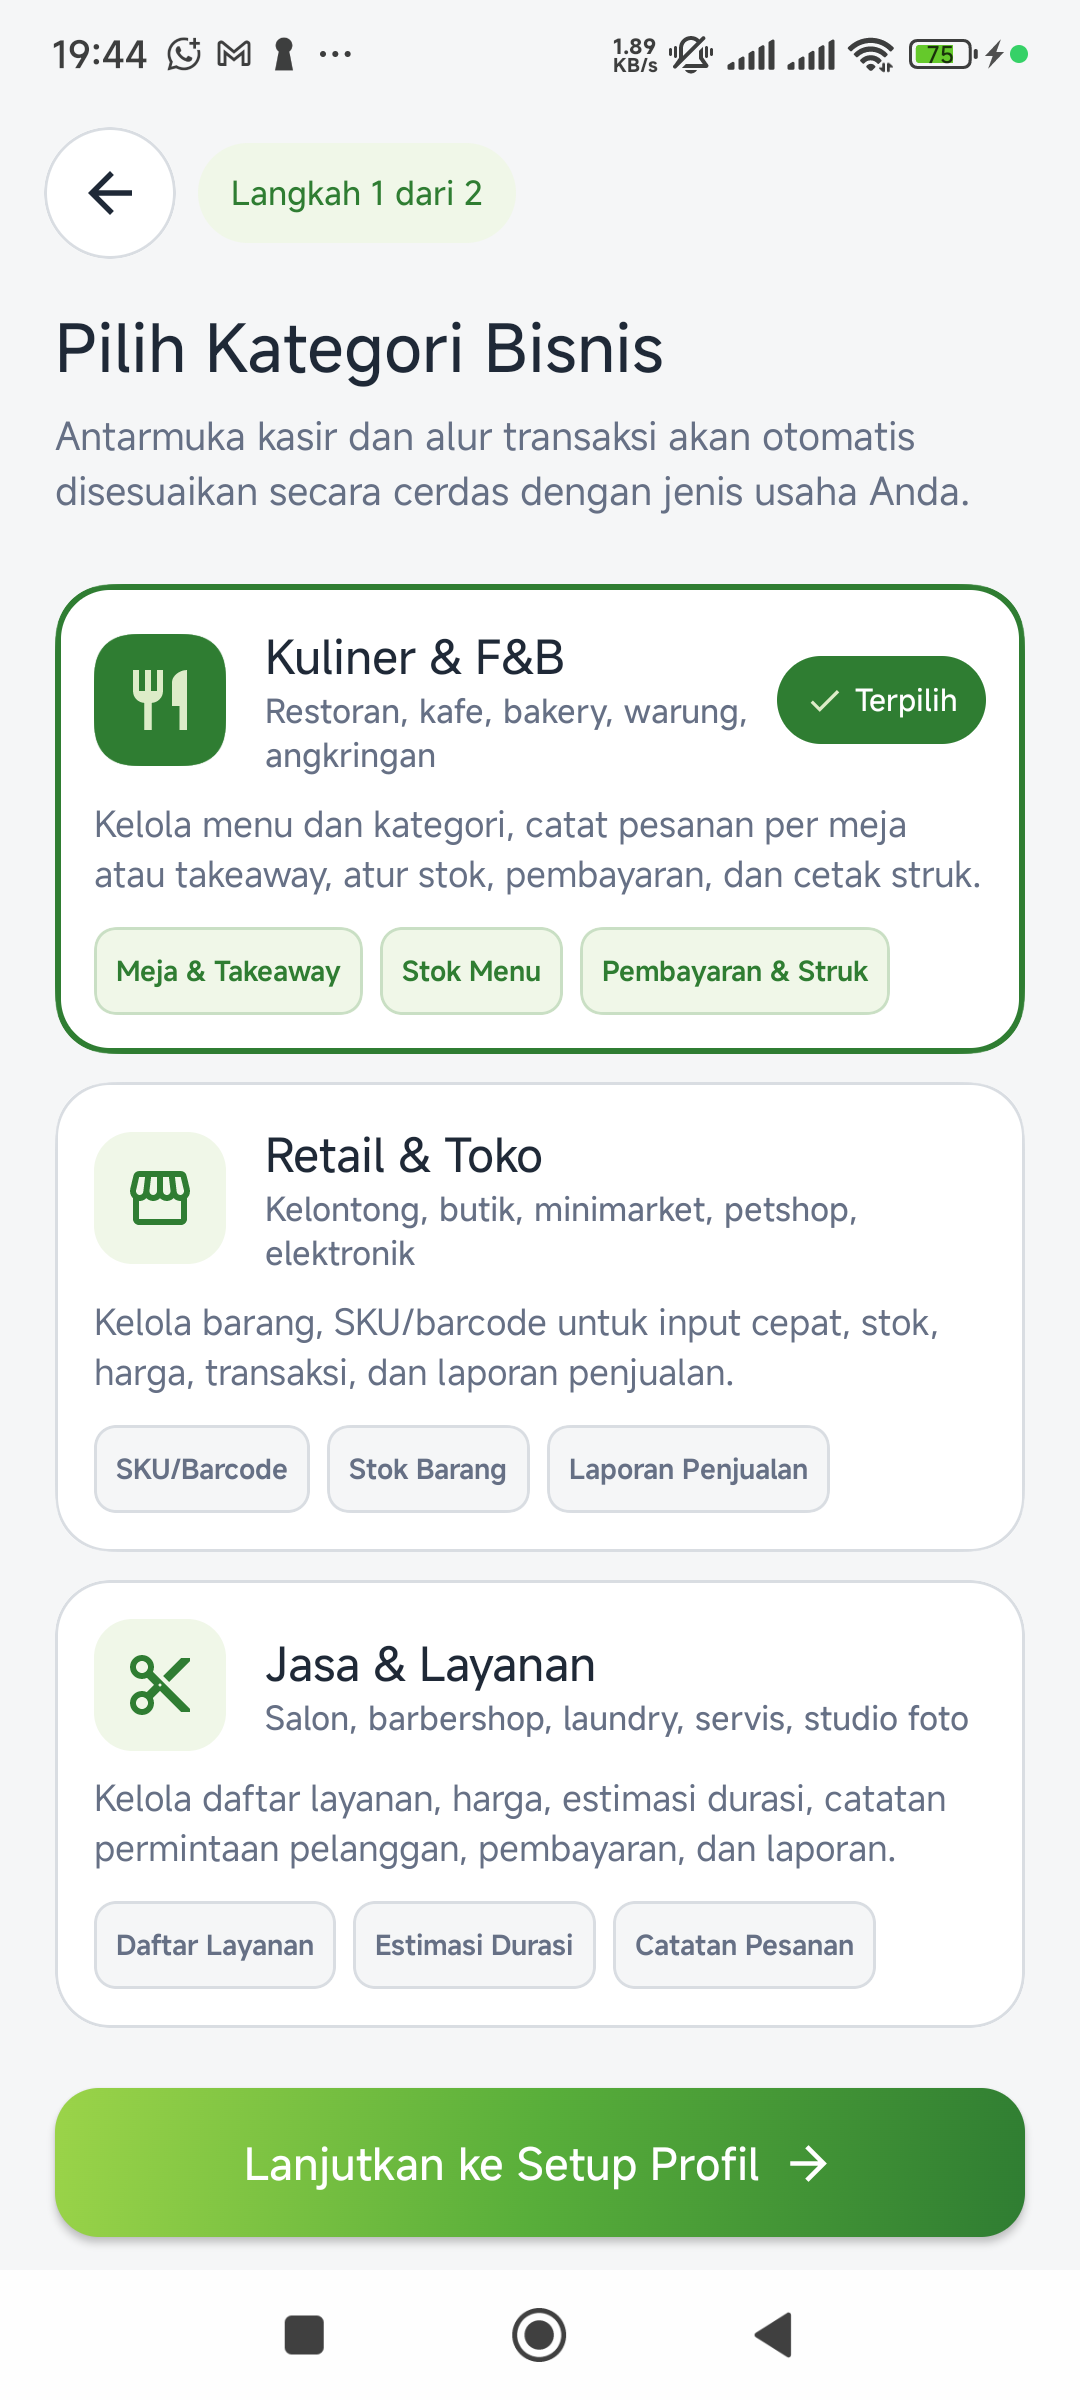 19:44
1.89
KB/s
75
Langkah 1 dari 2
Pilih Kategori Bisnis
Antarmuka kasir dan alur transaksi akan otomatis
disesuaikan secara cerdas dengan jenis usaha Anda.
Kuliner & F&B
Restoran, kafe, bakery, warung,
angkringan
Terpilih
Kelola menu dan kategori, catat pesanan per meja
atau takeaway, atur stok, pembayaran, dan cetak struk.
Meja & Takeaway
Stok Menu
Pembayaran & Struk
Retail & Toko
Kelontong, butik, minimarket, petshop,
elektronik
Kelola barang, SKU/barcode untuk input cepat, stok,
harga, transaksi, dan laporan penjualan.
SKU/Barcode
Stok Barang
Laporan Penjualan
Jasa & Layanan
Salon, barbershop, laundry, servis, studio foto
Kelola daftar layanan, harga, estimasi durasi, catatan
permintaan pelanggan, pembayaran, dan laporan.
Daftar Layanan
Estimasi Durasi
Catatan Pesanan
Lanjutkan ke Setup Profil